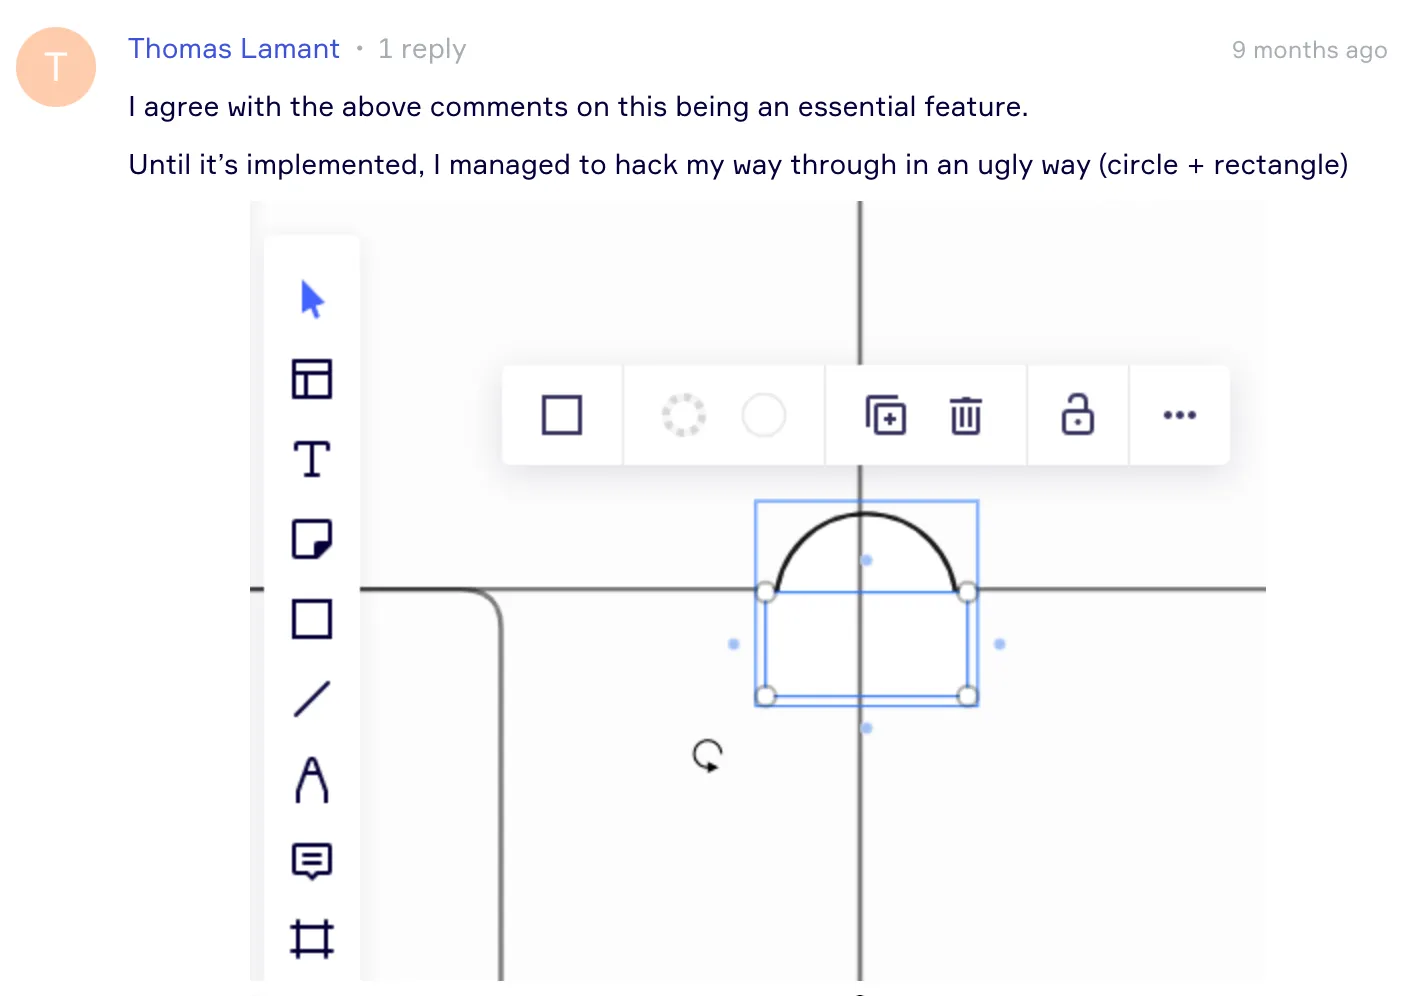 T
Thomas Lamant • 1 reply
9 months ago
I agree with the above comments on this being an essential feature.
Until it’s implemented, I managed to hack my way through in an ugly way (circle + rectangle)